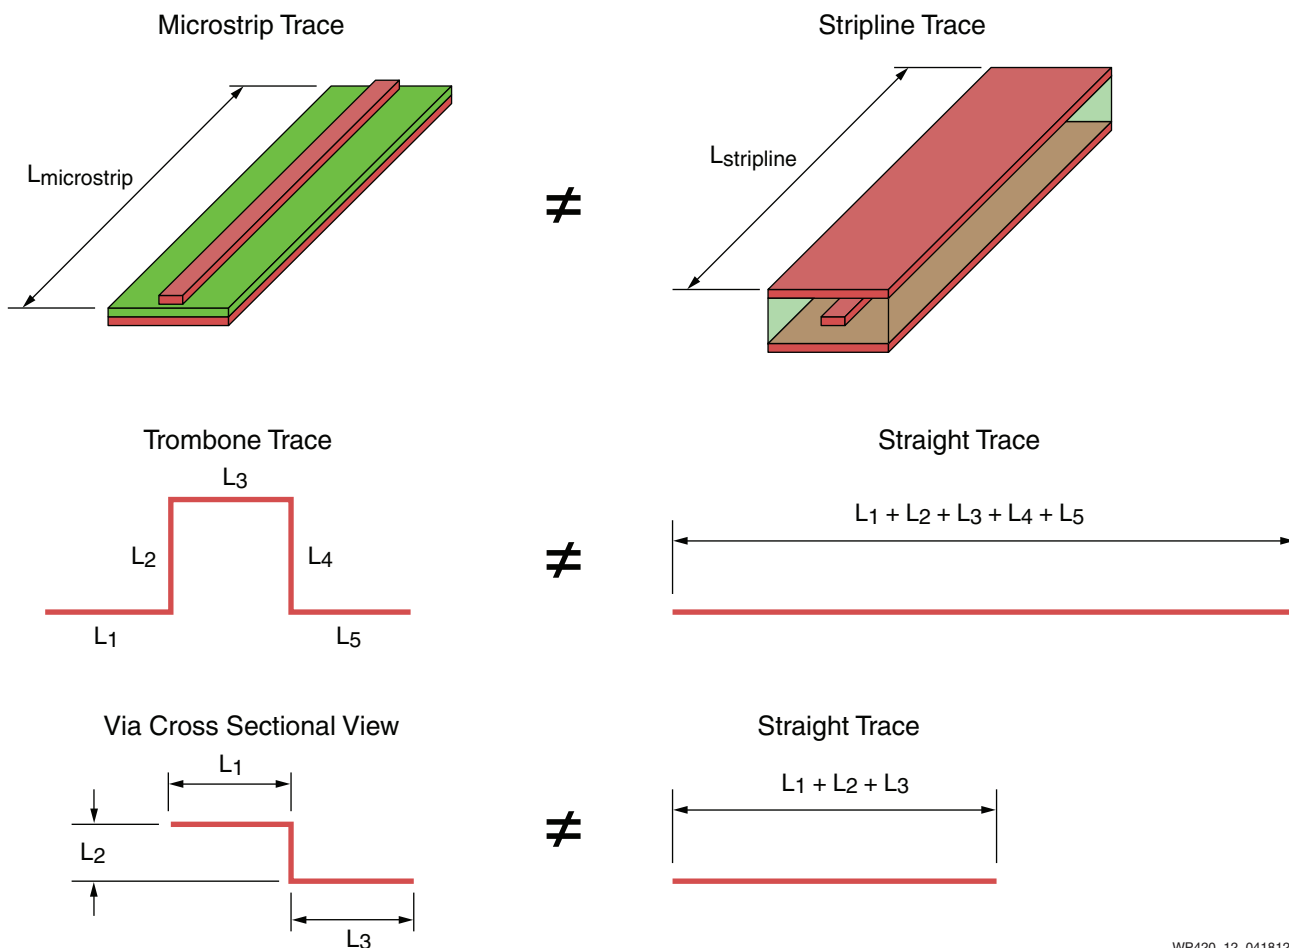 Microstrip Trace
Stripline Trace
Lmicrostrip
≠
Lstripline
Trombone Trace
Straight Trace
L3
L1 + L2 + L3 + L4 + L5
L2
L4
≠
L1
L5
Via Cross Sectional View
Straight Trace
L1
L1 + L2 + L3
≠
L2
L3